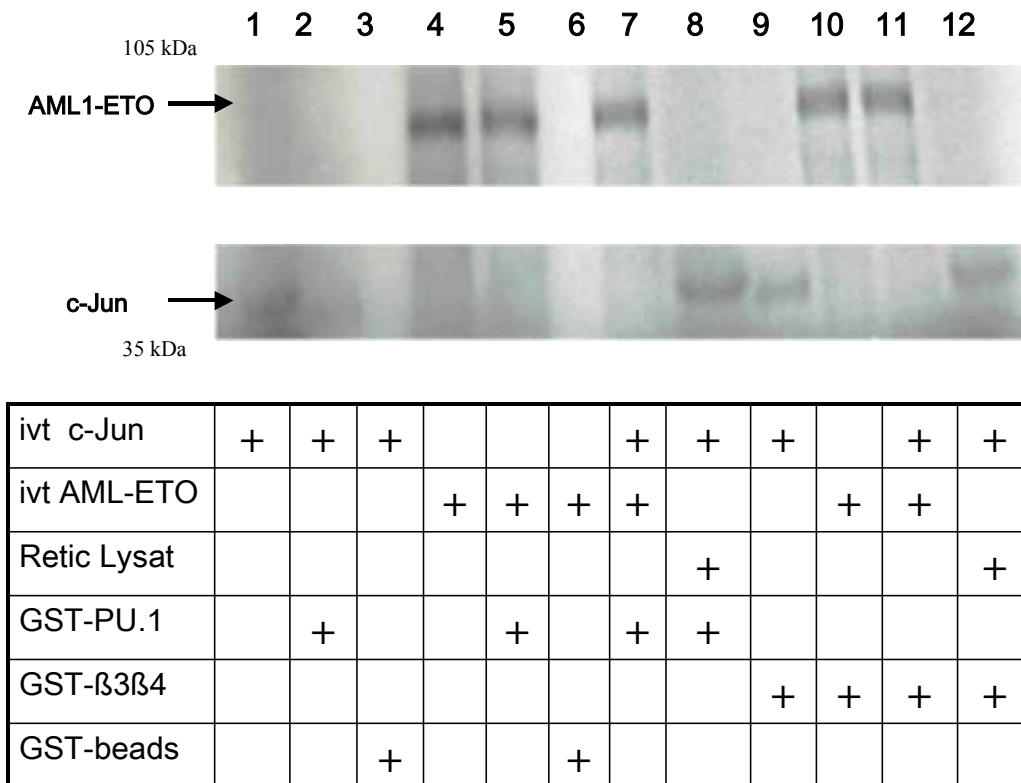 1 2 3 4 5 6 7 8 9 10 11 12
105 kDa
AML1-ETO
c-Jun
35 kDa
ivt c-Jun + + + + + + + +
ivt AML-ETO + + + + + +
Retic Lysat + +
GST-PU.1 + + + +
GST-ß3ß4 + + + +
GST-beads + +